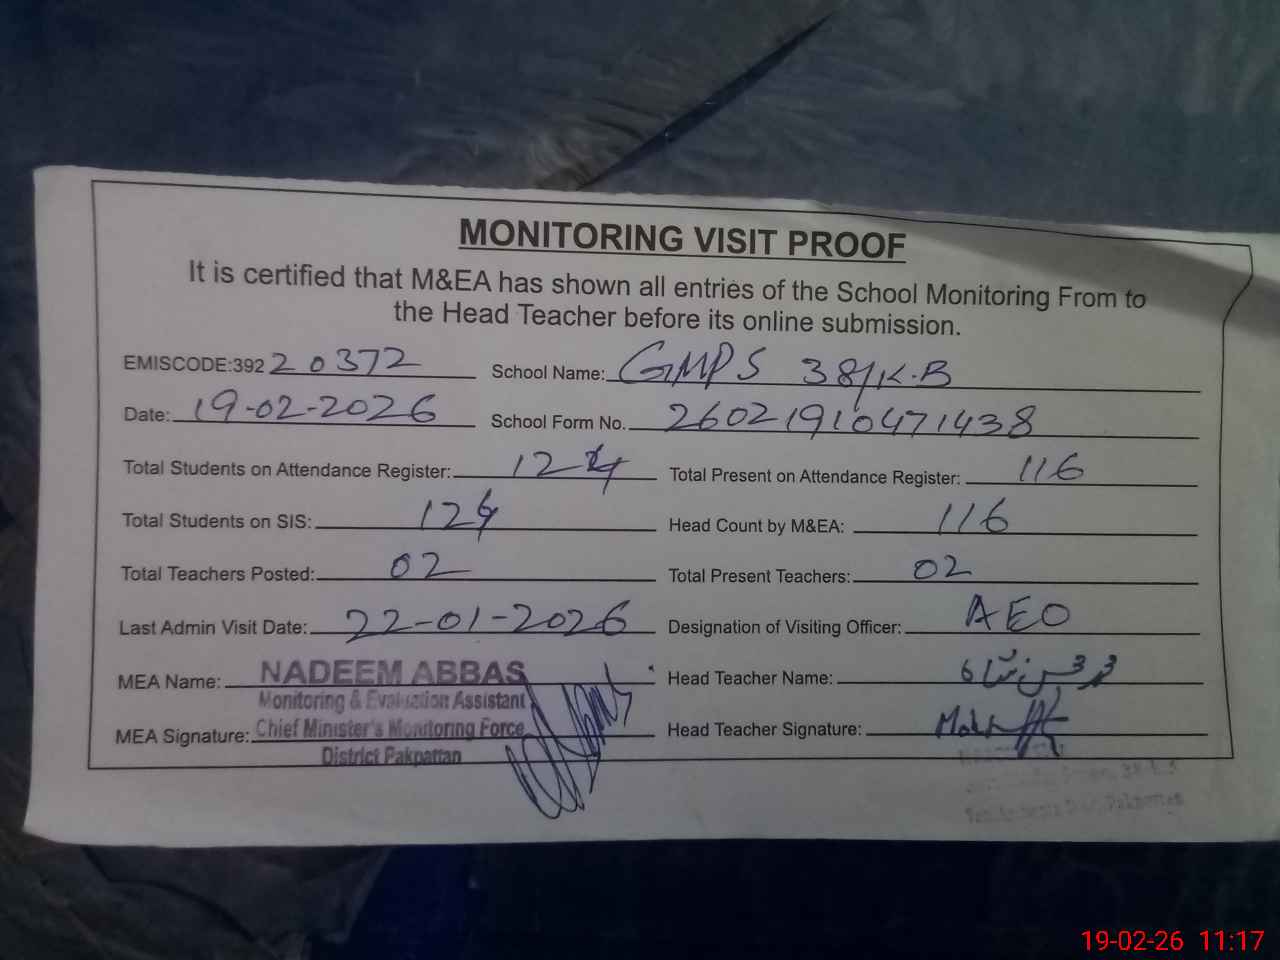 MONITORING VISIT PROOF
It is certified that M&EA has shown all entries of the School Monitoring From to
the Head Teacher before its online submission.
EMISCODE:392 20372 School Name: GMPS 38/K.B
Date: 19-02-2026 School Form No. 26021910471438
Total Students on Attendance Register: 124 Total Present on Attendance Register: 116
Total Students on SIS: 124 Head Count by M&EA: 116
Total Teachers Posted: 02 Total Present Teachers: 02
Last Admin Visit Date: 22-01-2026 Designation of Visiting Officer: AEO
MEA Name: NADEEM ABBAS Head Teacher Name:
Monitoring & Evaluation Assistant
MEA Signature: Chief Minister's Monitoring Force Head Teacher Signature:
District Pakpattan
Pakpattan
19-02-26 11:17